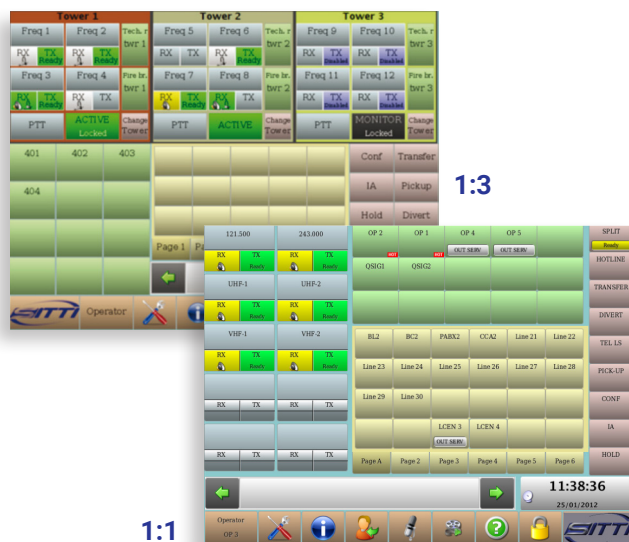 Tower 1 Tower 2 Tower 3
Freq 1 Freq 2 Tech. r Freq 5 Freq 6 Tech. r Freq 9 Freq 10 Tech. r
twr 1 twr 2 twr 3
RX TX RX TX RX TX RX TX RX TX RX TX
Ready Ready Ready Disabled Disabled
Freq 3 Freq 4 Fire br. Freq 7 Freq 8 Fire br. Freq 11 Freq 12 Fire br.
twr 1 twr 2 twr 3
RX TX RX TX RX TX RX TX RX TX RX TX
Ready Ready Disabled Disabled
PTT ACTIVE Change PTT ACTIVE Change PTT MONITOR Change
Locked Tower Tower Locked Tower
401 402 403 Conf Transfer
404 IA Pickup
1:3
Hold Divert
Page 1
SITTI Operator
121.500 243.000 OP 2 OP 1 OP 4 OP 5 SPLIT
HOT HOT OUT SERV. OUT SERV. Ready
RX TX RX TX HOTLINE
Ready Ready QSIG1 QSIG2
UHF-1 UHF-2 TRANSFER
RX TX RX TX DIVERT
Ready Ready
VHF-1 VHF-2 BL2 BC2 PABX2 CCA2 Line 21 Line 22 TEL LS
RX TX RX TX Line 23 Line 24 Line 25 Line 26 Line 27 Line 28 PICK-UP
Ready Ready
Line 29 Line 30 CONF
RX TX RX TX
LCEN 3 LCEN 4 IA
OUT SERV.
RX TX RX TX Page A Page 2 Page 3 Page 4 Page 5 Page 6 HOLD
11:38:36
25/01/2012
1:1
Operator
OP 3
SITTI